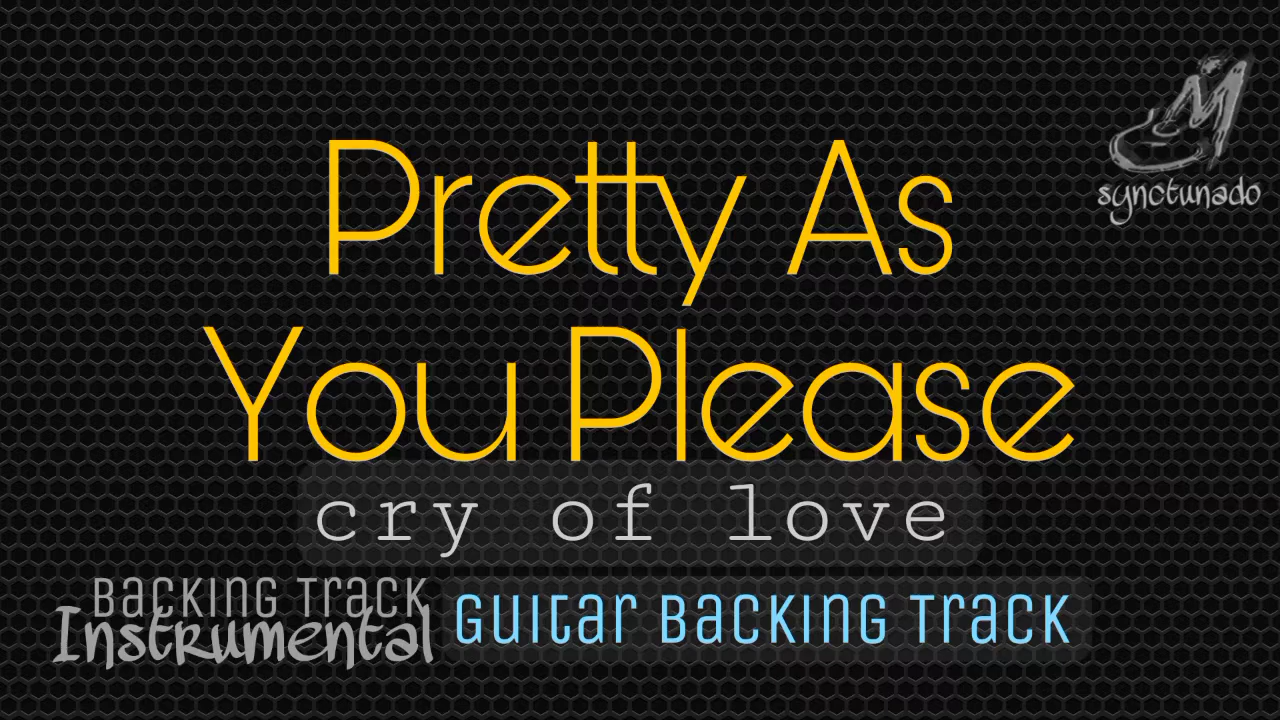 synctunado
Pretty As
You Please
cry of love
Backing Track
Instrumental
Guitar Backing Track